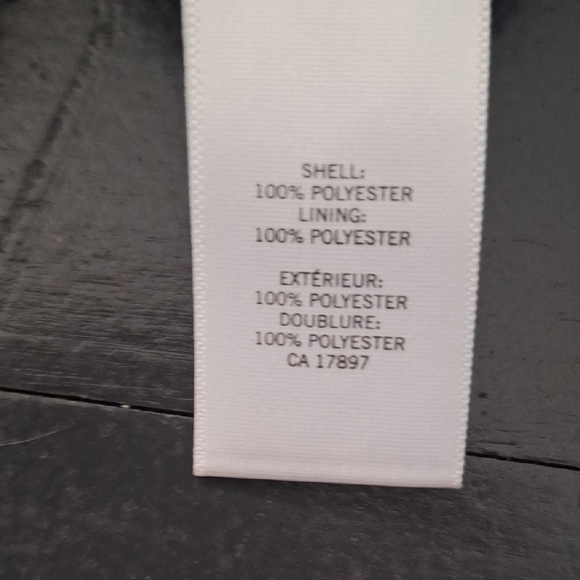 SHELL:
100% POLYESTER
LINING:
100% POLYESTER
EXTÉRIEUR:
100% POLYESTER
DOUBLURE:
100% POLYESTER
CA 17897